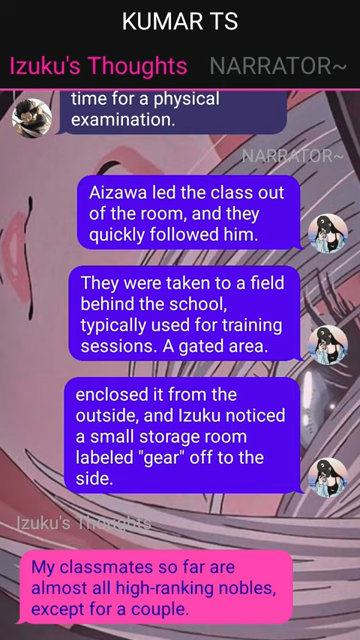 KUMAR TS
Izuku's Thoughts NARRATOR~
time for a physical
examination.
NARRATOR~
Aizawa led the class out
of the room, and they
quickly followed him.
They were taken to a field
behind the school,
typically used for training
sessions. A gated area.
enclosed it from the
outside, and Izuku noticed
a small storage room
labeled "gear" off to the
side.
Izuku's Thoughts
My classmates so far are
almost all high-ranking nobles,
except for a couple.